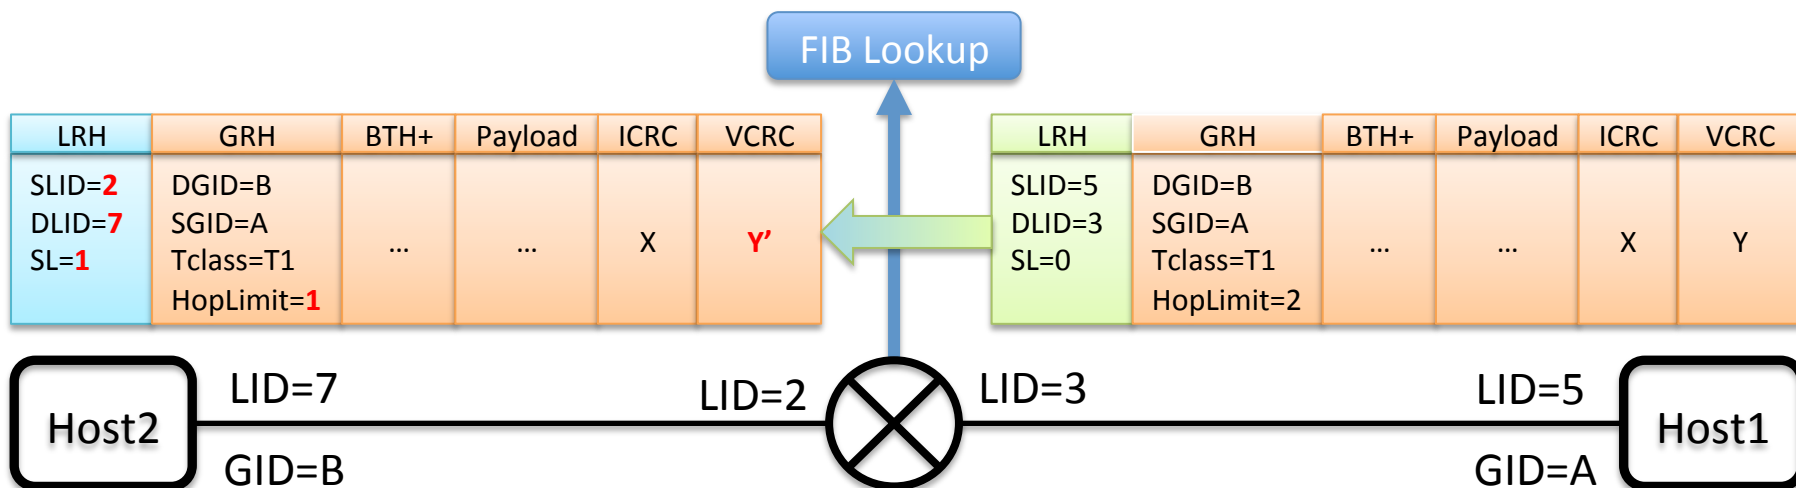 FIB Lookup
LRH GRH BTH+ Payload ICRC VCRC
SLID=2 DGID=B
DLID=7 SGID=A ... ... X Y’
SL=1 Tclass=T1
HopLimit=1
LRH GRH BTH+ Payload ICRC VCRC
SLID=5 DGID=B
DLID=3 SGID=A ... ... X Y
SL=0 Tclass=T1
HopLimit=2
LID=7 LID=2 LID=3 LID=5
Host2 Host1
GID=B GID=A